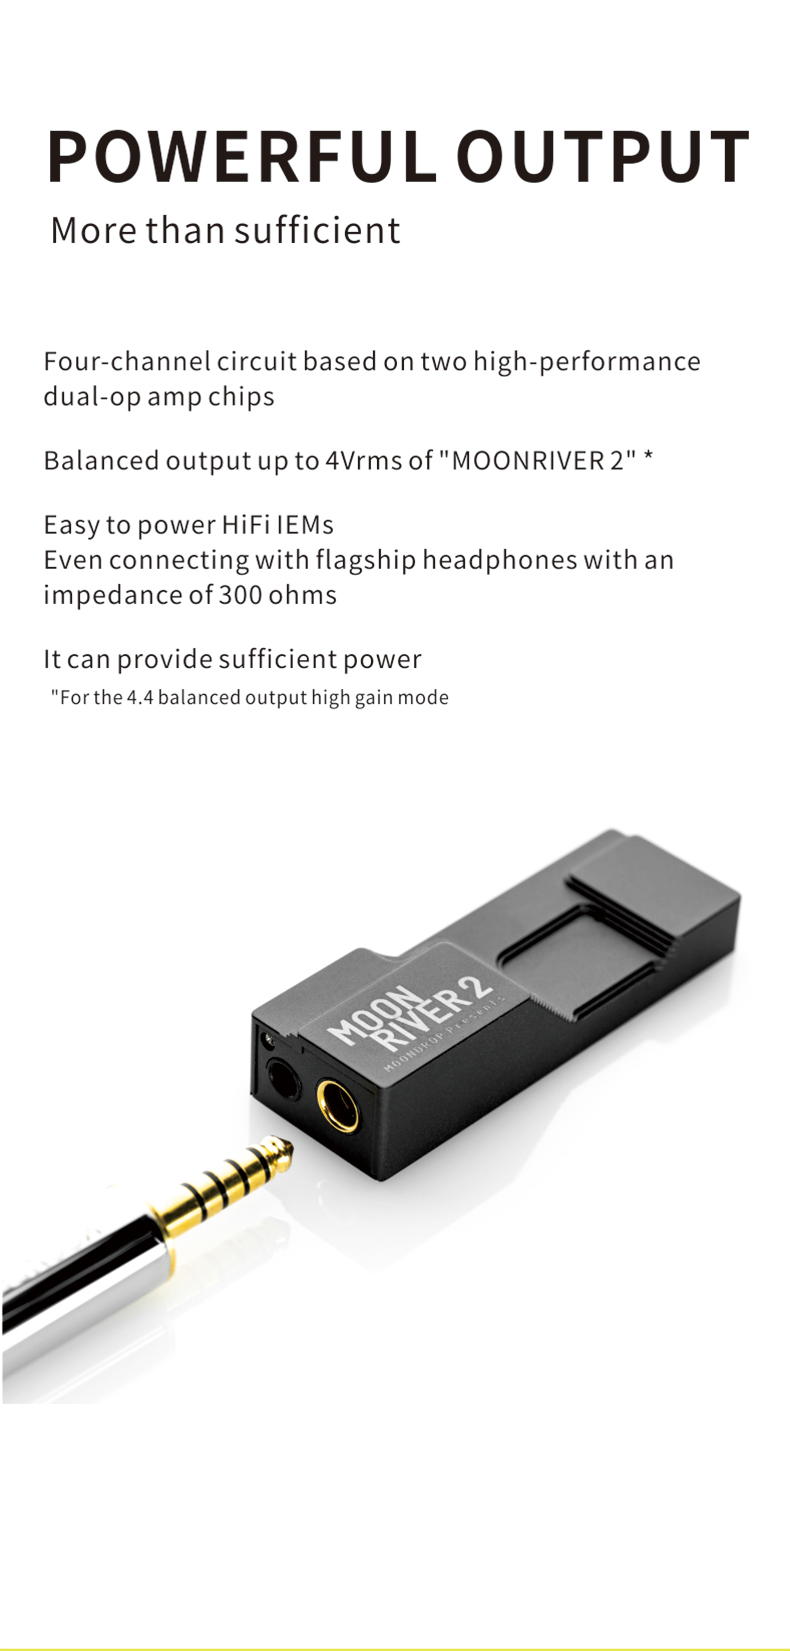 POWERFUL OUTPUT
More than sufficient
Four-channel circuit based on two high-performance
dual-op amp chips
Balanced output up to 4Vrms of "MOONRIVER 2" *
Easy to power HiFi IEMs
Even connecting with flagship headphones with an
impedance of 300 ohms
It can provide sufficient power
"For the 4.4 balanced output high gain mode
MOON
RIVER 2
MOONDROP Presents